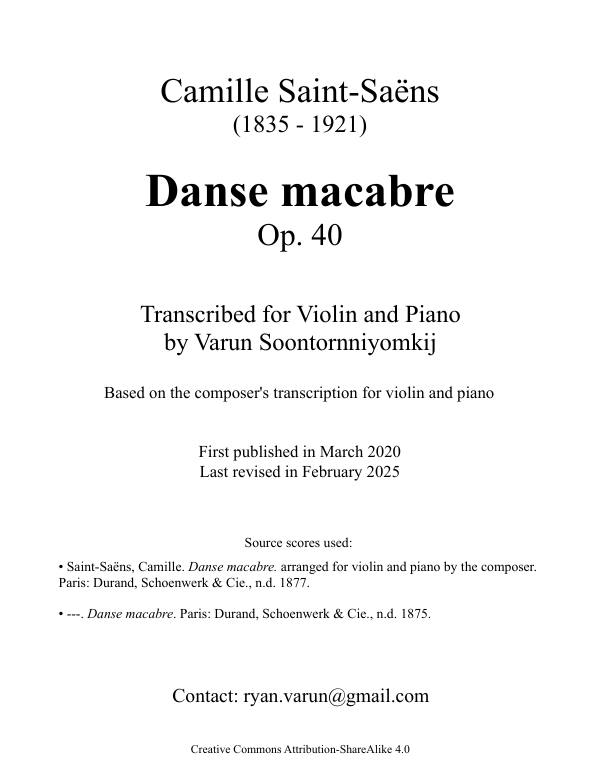 Camille Saint-Saëns
(1835 - 1921)
Danse macabre
Op. 40
Transcribed for Violin and Piano
by Varun Soontornniyomkij
Based on the composer's transcription for violin and piano
First published in March 2020
Last revised in February 2025
Source scores used:
• Saint-Saëns, Camille. Danse macabre. arranged for violin and piano by the composer.
Paris: Durand, Schoenwerk & Cie., n.d. 1877.
• ---. Danse macabre. Paris: Durand, Schoenwerk & Cie., n.d. 1875.
Contact: ryan.varun@gmail.com
Creative Commons Attribution-ShareAlike 4.0